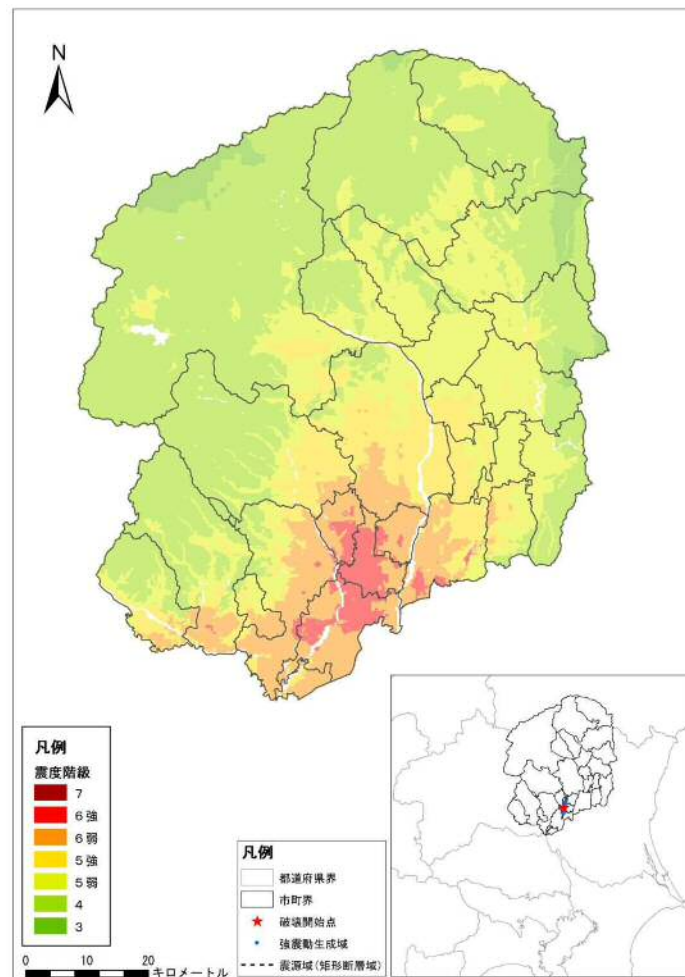 N
凡例
震度階級
7
6強
6弱
5強
5弱
4
3
0 10 20
キロメートル
凡例
都道府県界
市町界
破壊開始点
強震動生成域
震源域(矩形断層域)